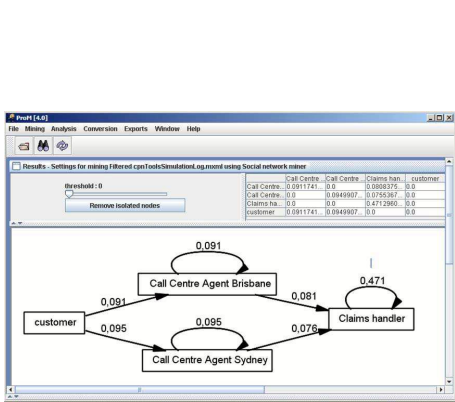 ProM [4.0]
File Mining Analysis Conversion Exports Window Help
Results - Settings for mining Filtered cpnToolsSimulationLog.mxml using Social network miner
threshold : 0
Remove isolated nodes
Call Centre ... Call Centre ... Claims han... customer
Call Centre... 0.0911741... 0.0 0.0808375... 0.0
Call Centre... 0.0 0.0949907... 0.0755367... 0.0
Claims ha... 0.0 0.0 0.4712960... 0.0
customer 0.0911741... 0.0949907... 0.0 0.0
0,091
Call Centre Agent Brisbane
0,471
0,091
0,081
customer
Claims handler
0,095
0,095
0,076
Call Centre Agent Sydney